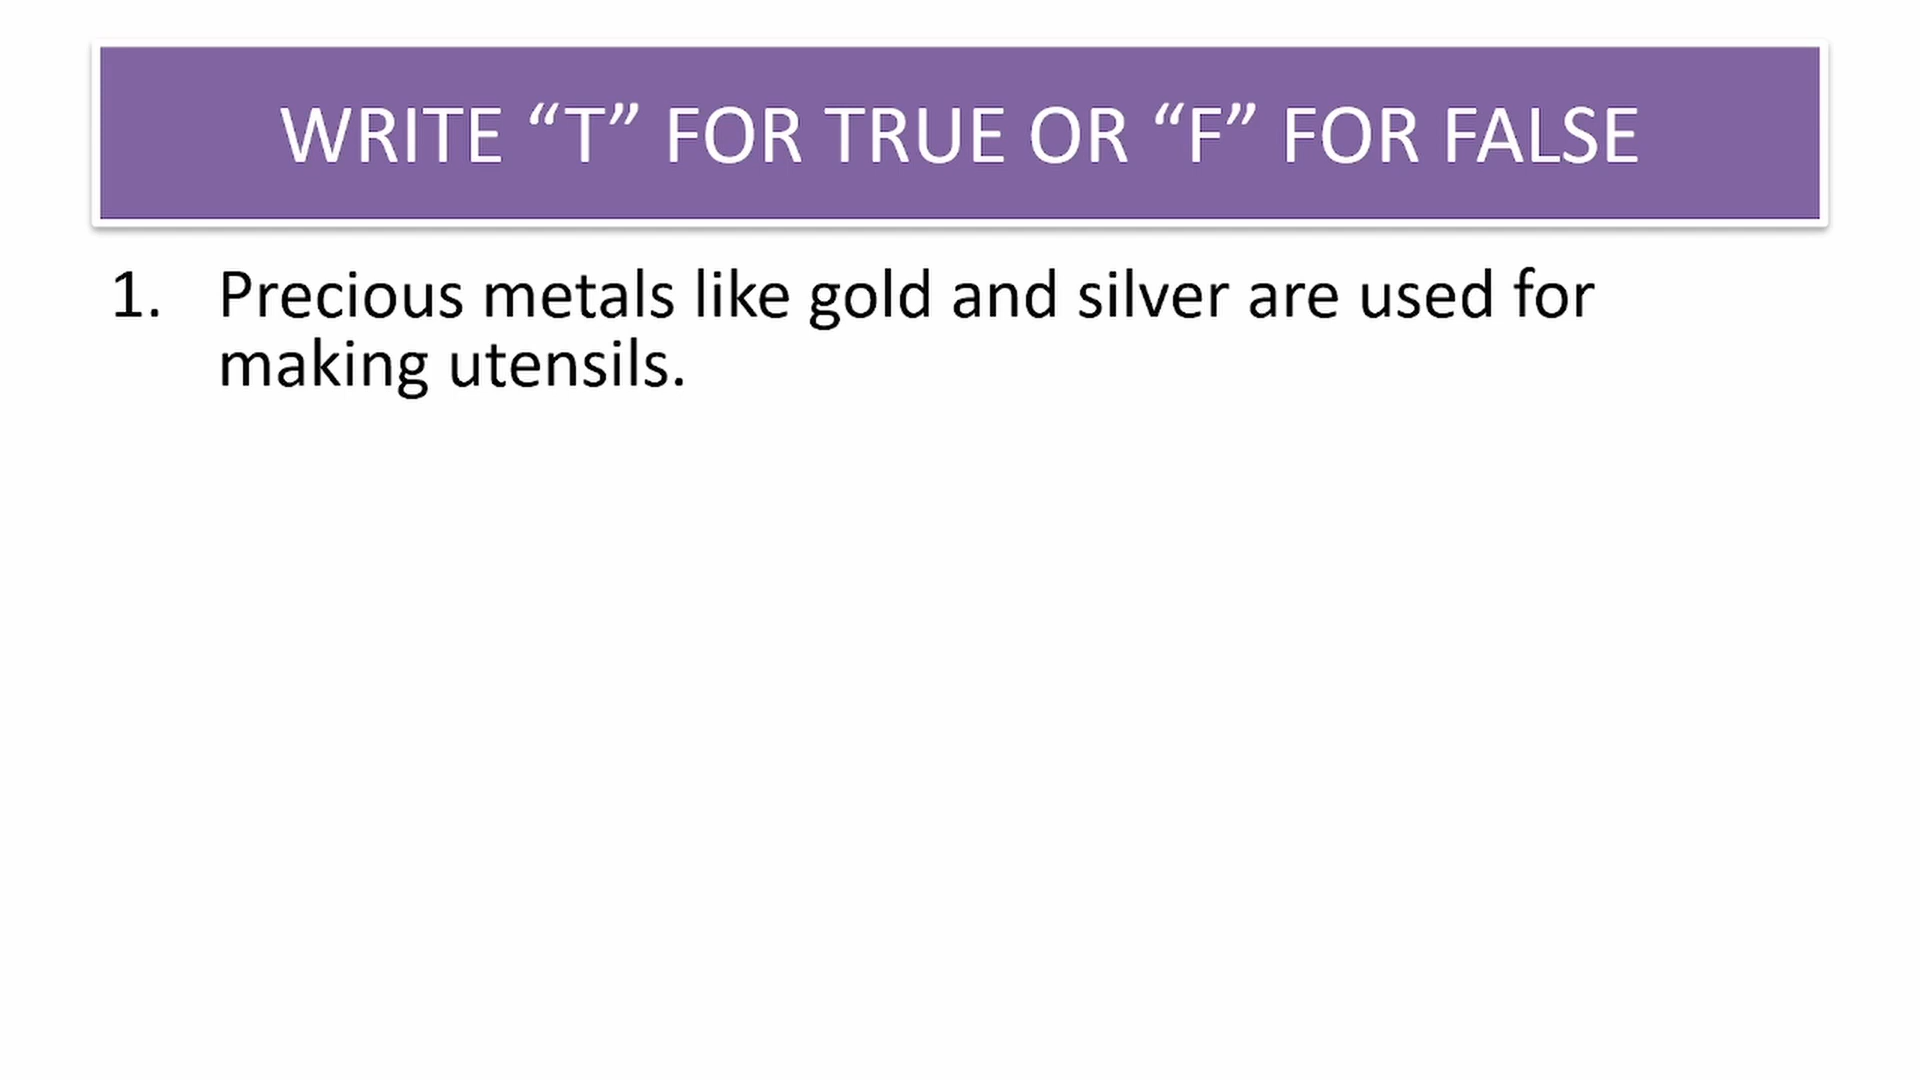 WRITE “T” FOR TRUE OR “F” FOR FALSE
1. Precious metals like gold and silver are used for
making utensils.